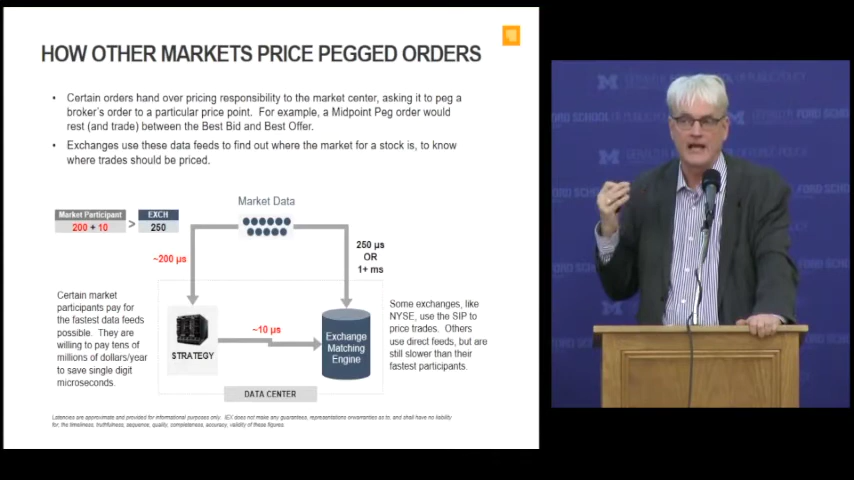 HOW OTHER MARKETS PRICE PEGGED ORDERS
• Certain orders hand over pricing responsibility to the market center, asking it to peg a
broker's order to a particular price point. For example, a Midpoint Peg order would
rest (and trade) between the Best Bid and Best Offer.
• Exchanges use these data feeds to find out where the market for a stock is, to know
where trades should be priced.
Market Data
Market Participant
200 + 10
>
EXCH
250
~200 µs
250 µs
OR
1+ ms
Certain market
participants pay for
the fastest data feeds
possible. They are
willing to pay tens of
millions of dollars/year
to save single digit
microseconds.
STRATEGY
~10 µs
Exchange
Matching
Engine
Some exchanges, like
NYSE, use the SIP to
price trades. Others
use direct feeds, but are
still slower than their
fastest participants.
DATA CENTER
Latencies are approximate and provided for informational purposes only. IEX does not make any guarantees, representations or warranties as to, and shall have no liability
for, the timeliness, truthfulness, sequence, quality, completeness, accuracy, validity of these figures.
M
FORD SCHOOL